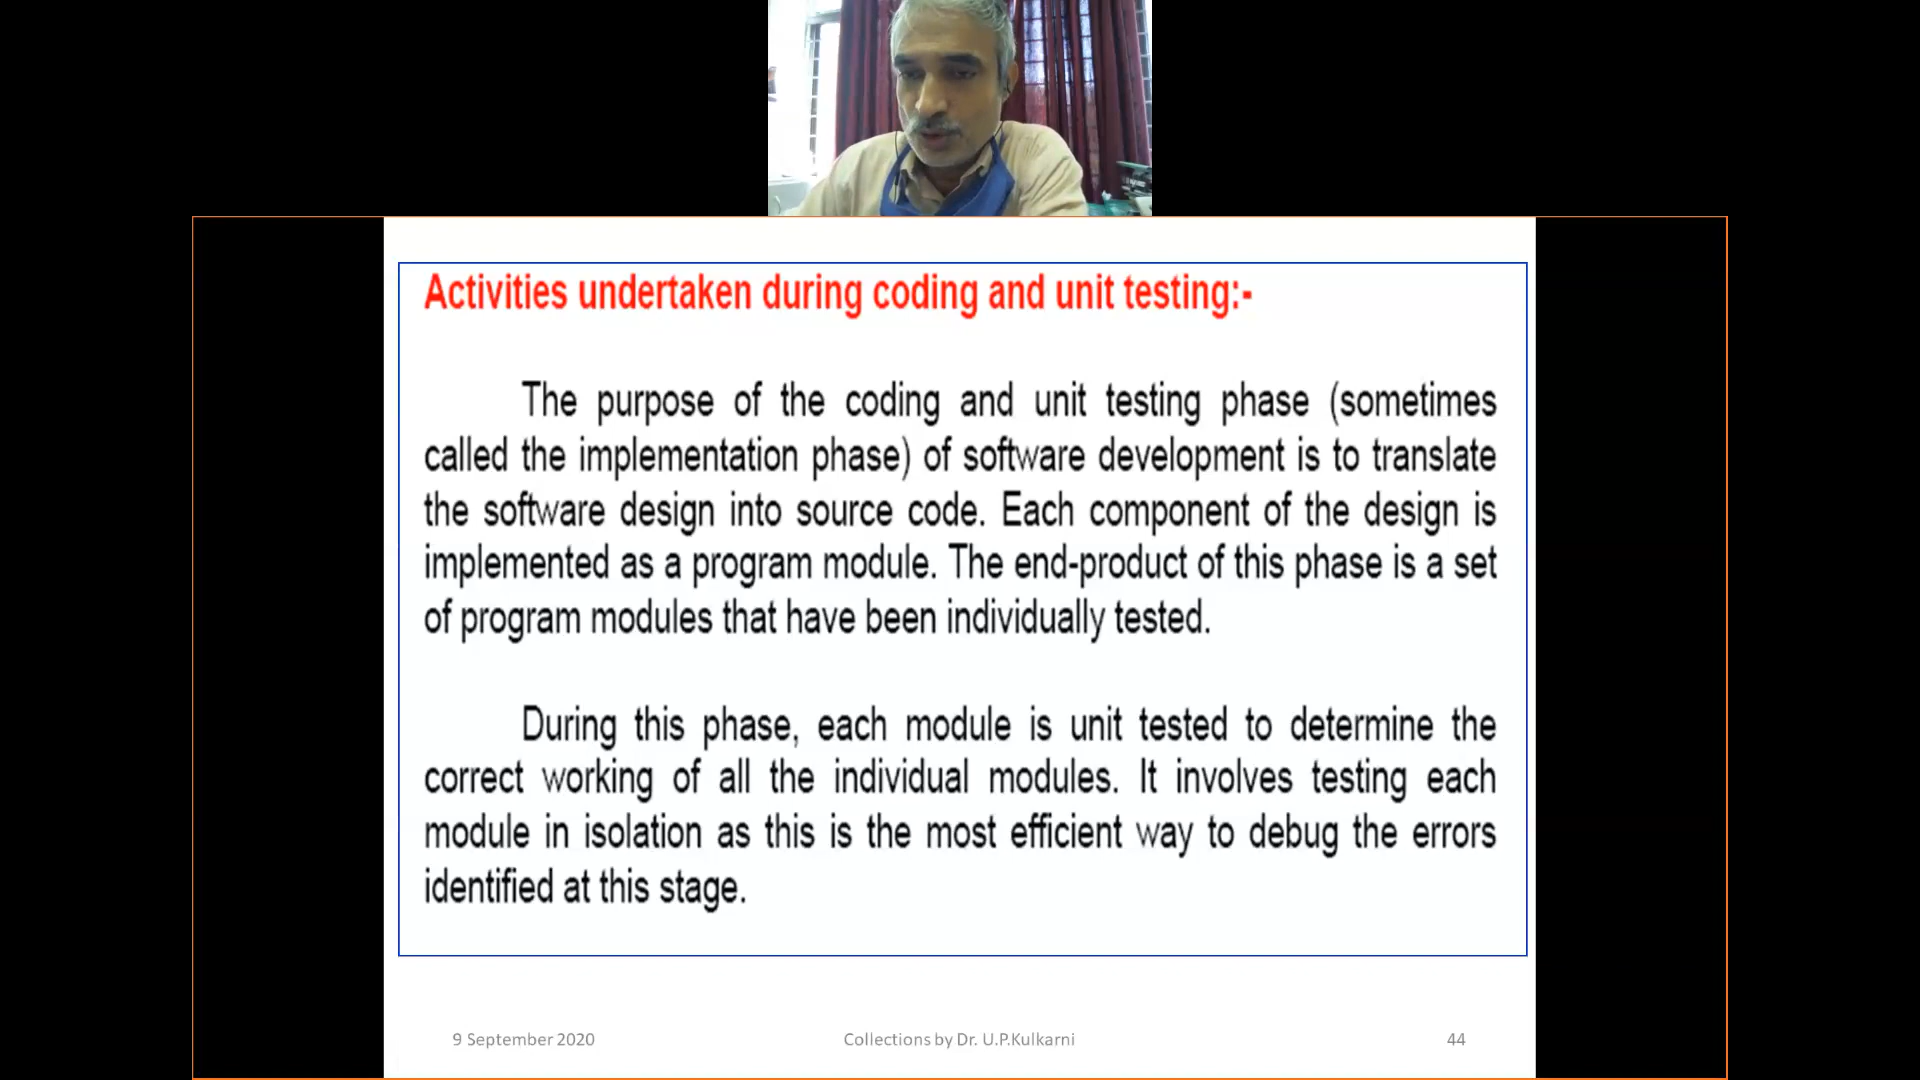 Activities undertaken during coding and unit testing:-
The purpose of the coding and unit testing phase (sometimes
called the implementation phase) of software development is to translate
the software design into source code. Each component of the design is
implemented as a program module. The end-product of this phase is a set
of program modules that have been individually tested.
During this phase, each module is unit tested to determine the
correct working of all the individual modules. It involves testing each
module in isolation as this is the most efficient way to debug the errors
identified at this stage.
9 September 2020
Collections by Dr. U.P.Kulkarni
44